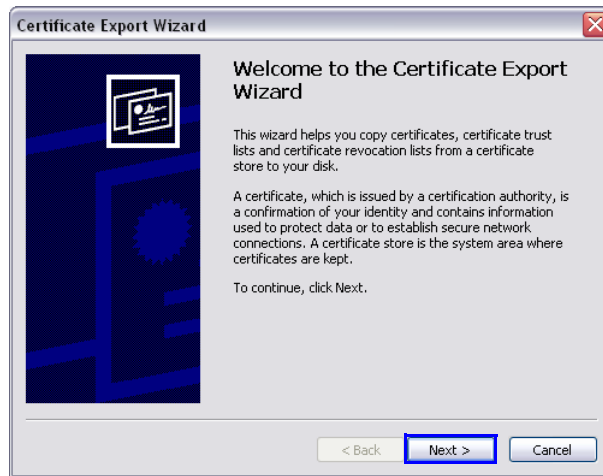 Certificate Export Wizard
Welcome to the Certificate Export
Wizard
This wizard helps you copy certificates, certificate trust
lists and certificate revocation lists from a certificate
store to your disk.
A certificate, which is issued by a certification authority, is
a confirmation of your identity and contains information
used to protect data or to establish secure network
connections. A certificate store is the system area where
certificates are kept.
To continue, click Next.
< Back Next > Cancel